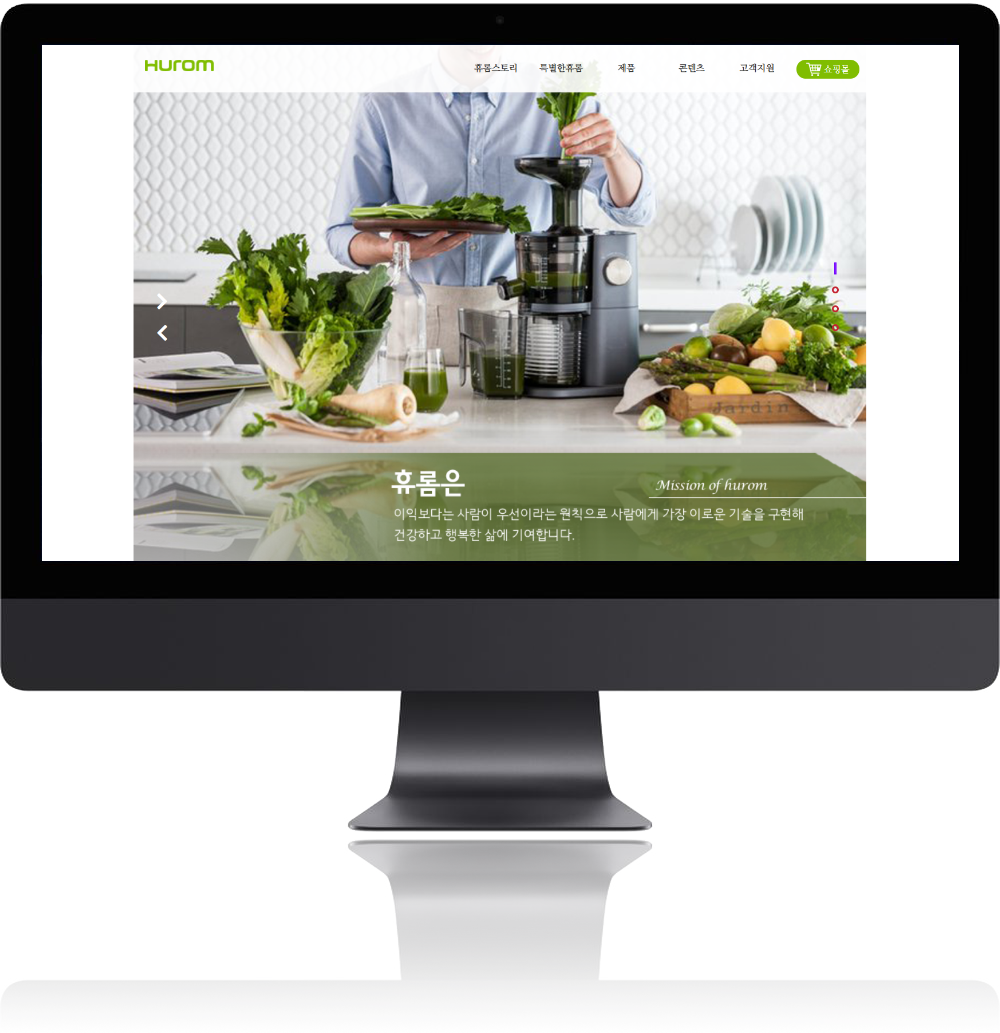 HUROM
휴롬스토리 특별한휴롬 제품 콘텐츠 고객지원 쇼핑몰
Jardin
휴롬은
Mission of hurom
이익보다는 사람이 우선이라는 원칙으로 사람에게 가장 이로운 기술을 구현해
건강하고 행복한 삶에 기여합니다.